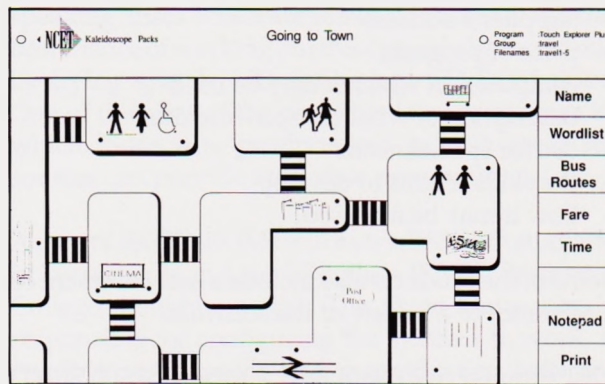 NCET Kaleidoscope Packs
Going to Town
Program :Touch Explorer Plus
Group :travel
Filenames :travel1-5
Name
Wordlist
Bus
Routes
Fare
Time
CINEMA
Post
Office
Notepad
Print